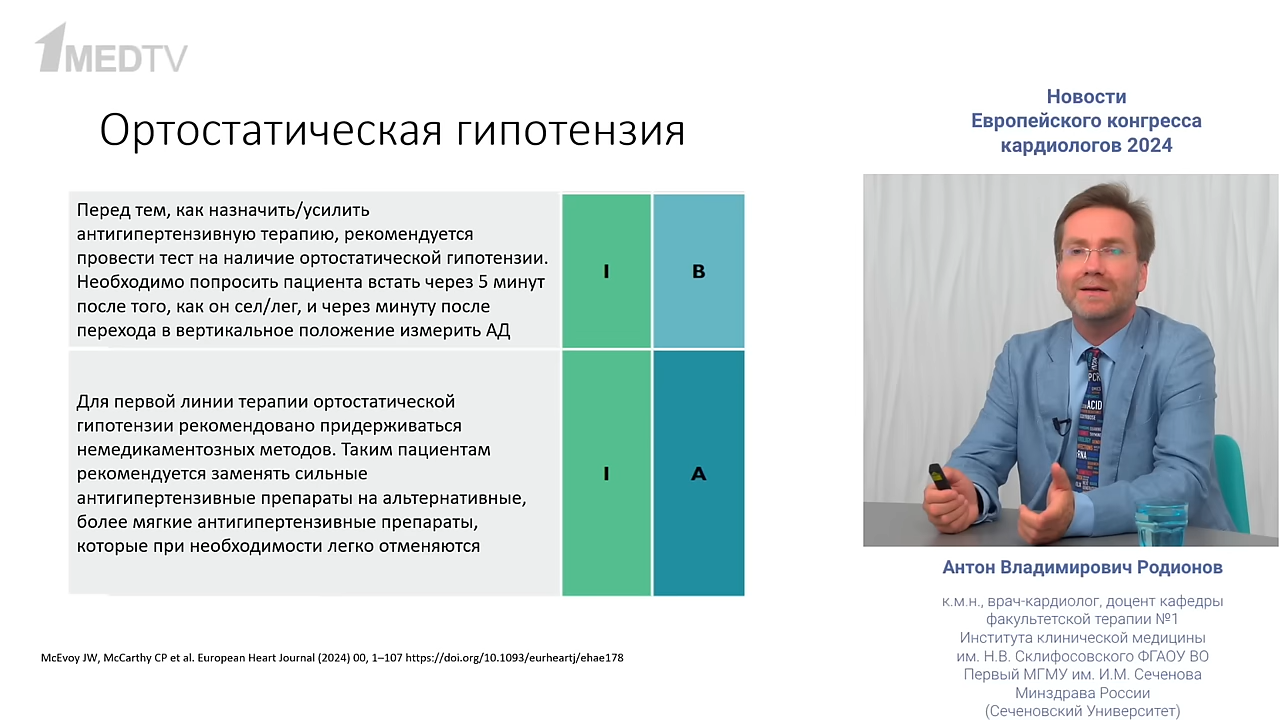 1MEDTV
Ортостатическая гипотензия
Перед тем, как назначить/усилить
антигипертензивную терапию, рекомендуется
провести тест на наличие ортостатической гипотензии.
Необходимо попросить пациента встать через 5 минут
после того, как он сел/лег, и через минуту после
перехода в вертикальное положение измерить АД
I
B
Для первой линии терапии ортостатической
гипотензии рекомендовано придерживаться
немедикаментозных методов. Таким пациентам
рекомендуется заменять сильные
антигипертензивные препараты на альтернативные,
более мягкие антигипертензивные препараты,
которые при необходимости легко отменяются
I
A
McEvoy JW, McCarthy CP et al. European Heart Journal (2024) 00, 1–107 https://doi.org/10.1093/eurheartj/ehae178
Новости
Европейского конгресса
кардиологов 2024
ACID
RNA
Антон Владимирович Родионов
к.м.н., врач-кардиолог, доцент кафедры
факультетской терапии №1
Института клинической медицины
им. Н.В. Склифосовского ФГАОУ ВО
Первый МГМУ им. И.М. Сеченова
Минздрава России
(Сеченовский Университет)